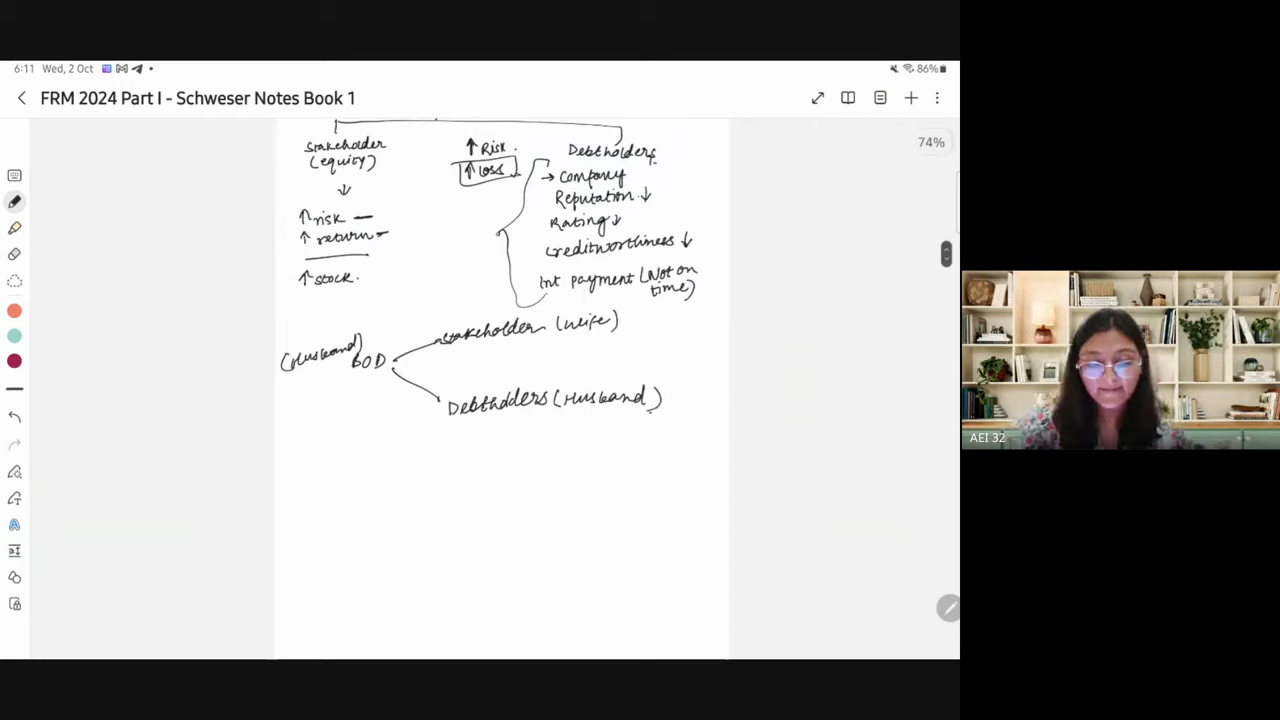 6:11 Wed, 2 Oct
86%
FRM 2024 Part I - Schweser Notes Book 1
74%
Stakeholder
(equity)
↓
↑ risk —
↑ return —
↑ stock.
↑ Risk.
↑ Loss
Debtholders
→ Company
Reputation ↓
Rating ↓
Creditworthiness ↓
Int payment (Not on
time)
(Husband)
BOD
Stakeholder (Wife)
Debtholders (Husband)
AEI 32